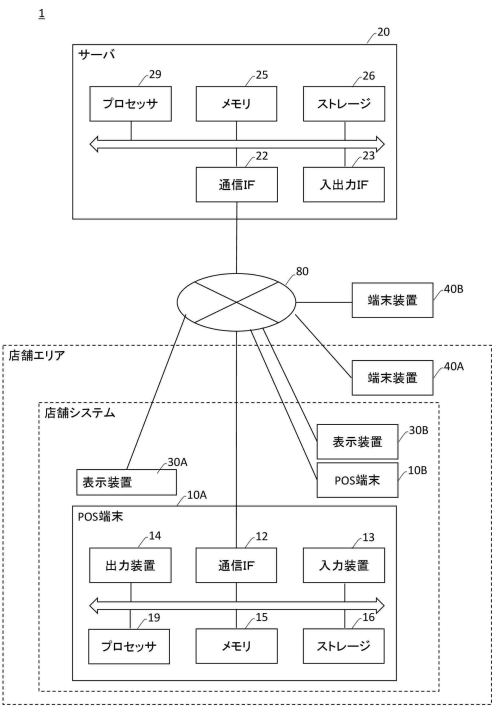 1
20
サーバ
29
25
26
プロセッサ
メモリ
ストレージ
22
23
通信IF
入出力IF
80
40B
端末装置
店舗エリア
40A
端末装置
店舗システム
30B
表示装置
30A
10B
表示装置
POS端末
10A
POS端末
14
12
13
出力装置
通信IF
入力装置
19
15
16
プロセッサ
メモリ
ストレージ